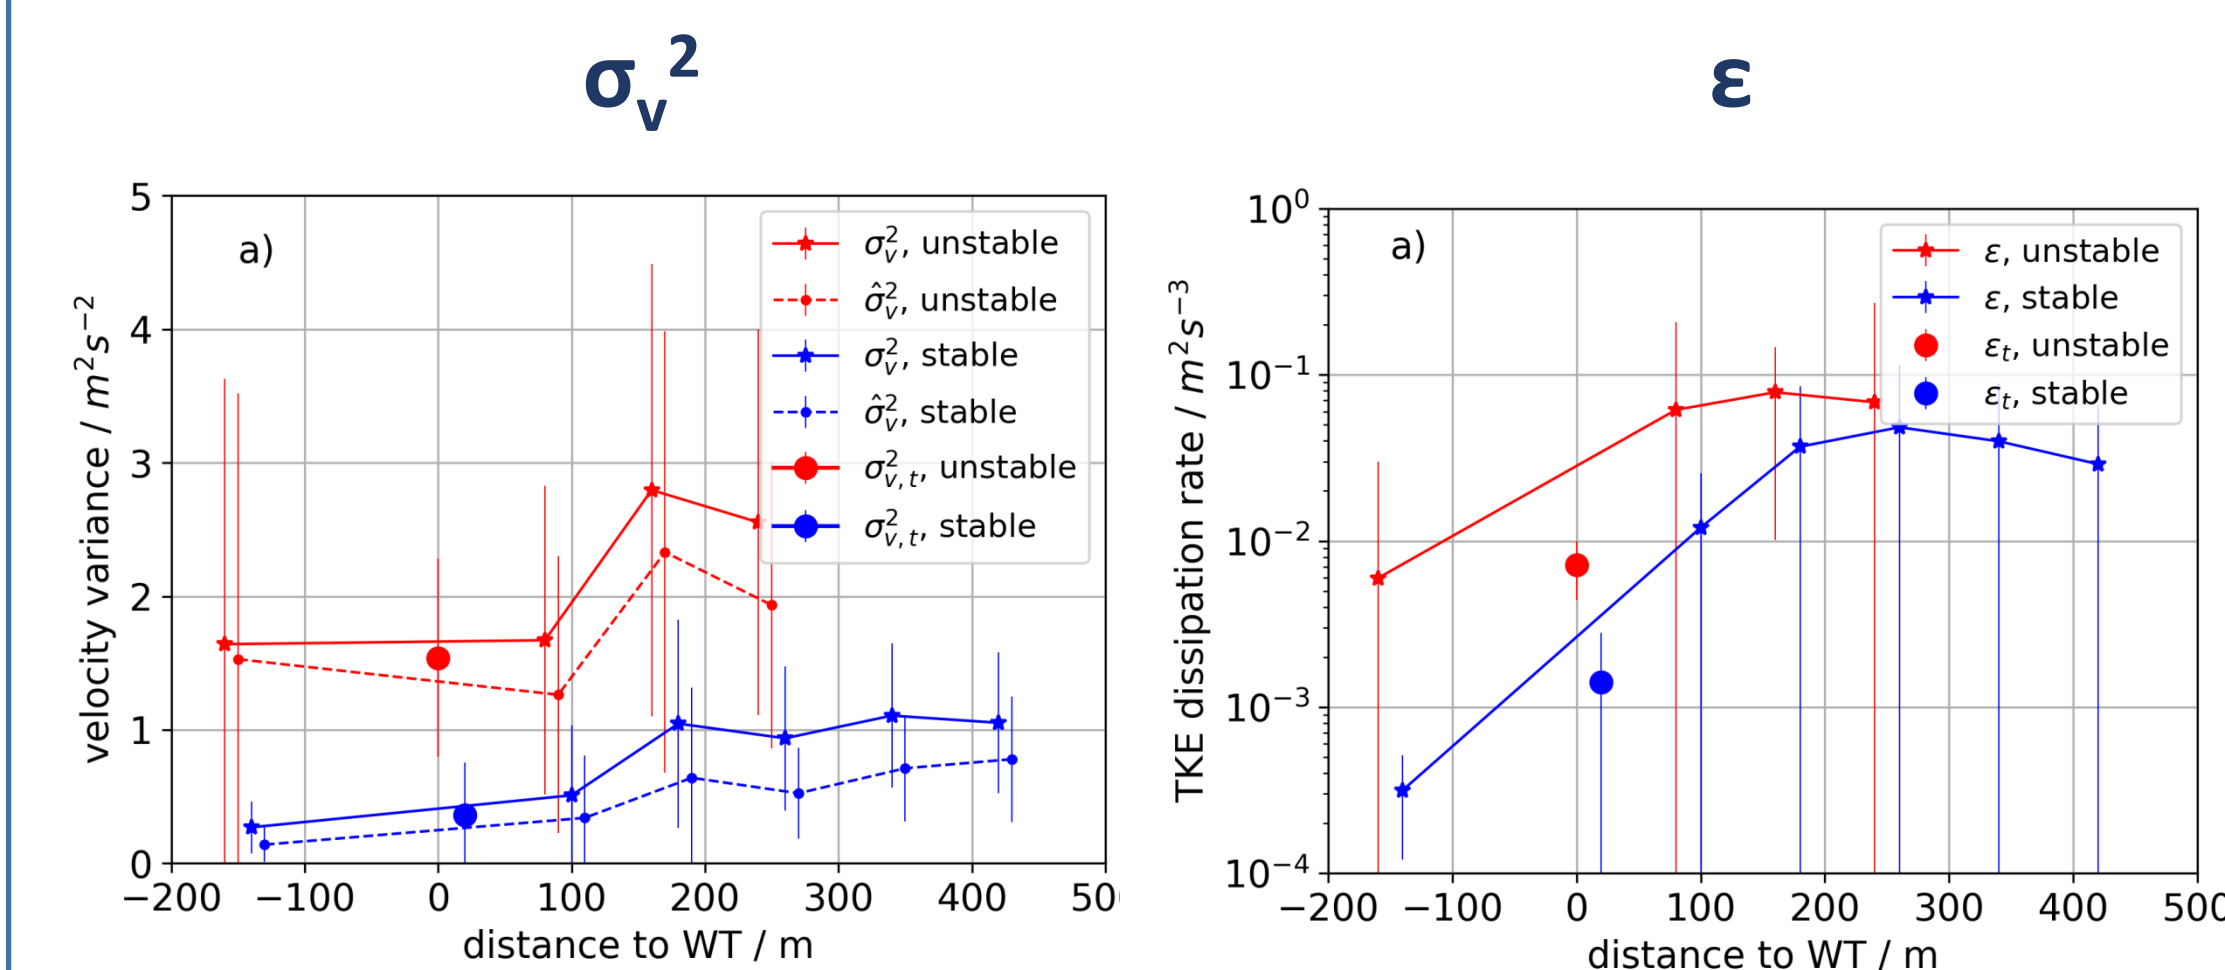 σv²
ε
a)
σ²v, unstable
σ̂²v, unstable
σ²v, stable
σ̂²v, stable
σ²v,t, unstable
σ²v,t, stable
velocity variance / m²s⁻²
5
4
3
2
1
0
−200 −100 0 100 200 300 400 50
distance to WT / m
a)
ε, unstable
ε, stable
εt, unstable
εt, stable
TKE dissipation rate / m²s⁻³
10⁰
10⁻¹
10⁻²
10⁻³
10⁻⁴
−200 −100 0 100 200 300 400 500
distance to WT / m